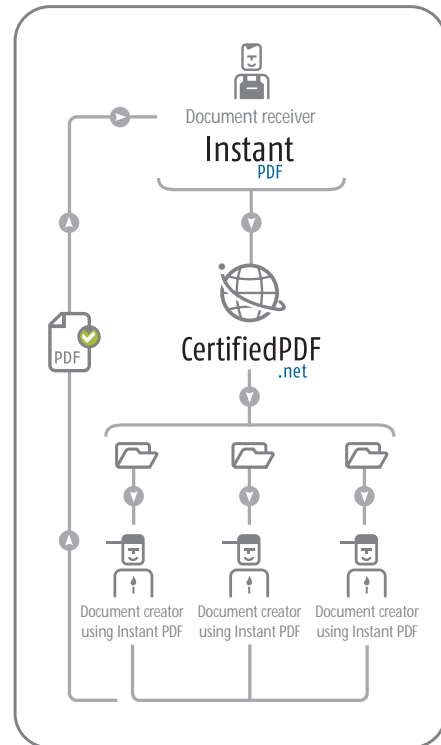 Document receiver
Instant
PDF
CertifiedPDF
.net
PDF
Document creator
using Instant PDF
Document creator
using Instant PDF
Document creator
using Instant PDF